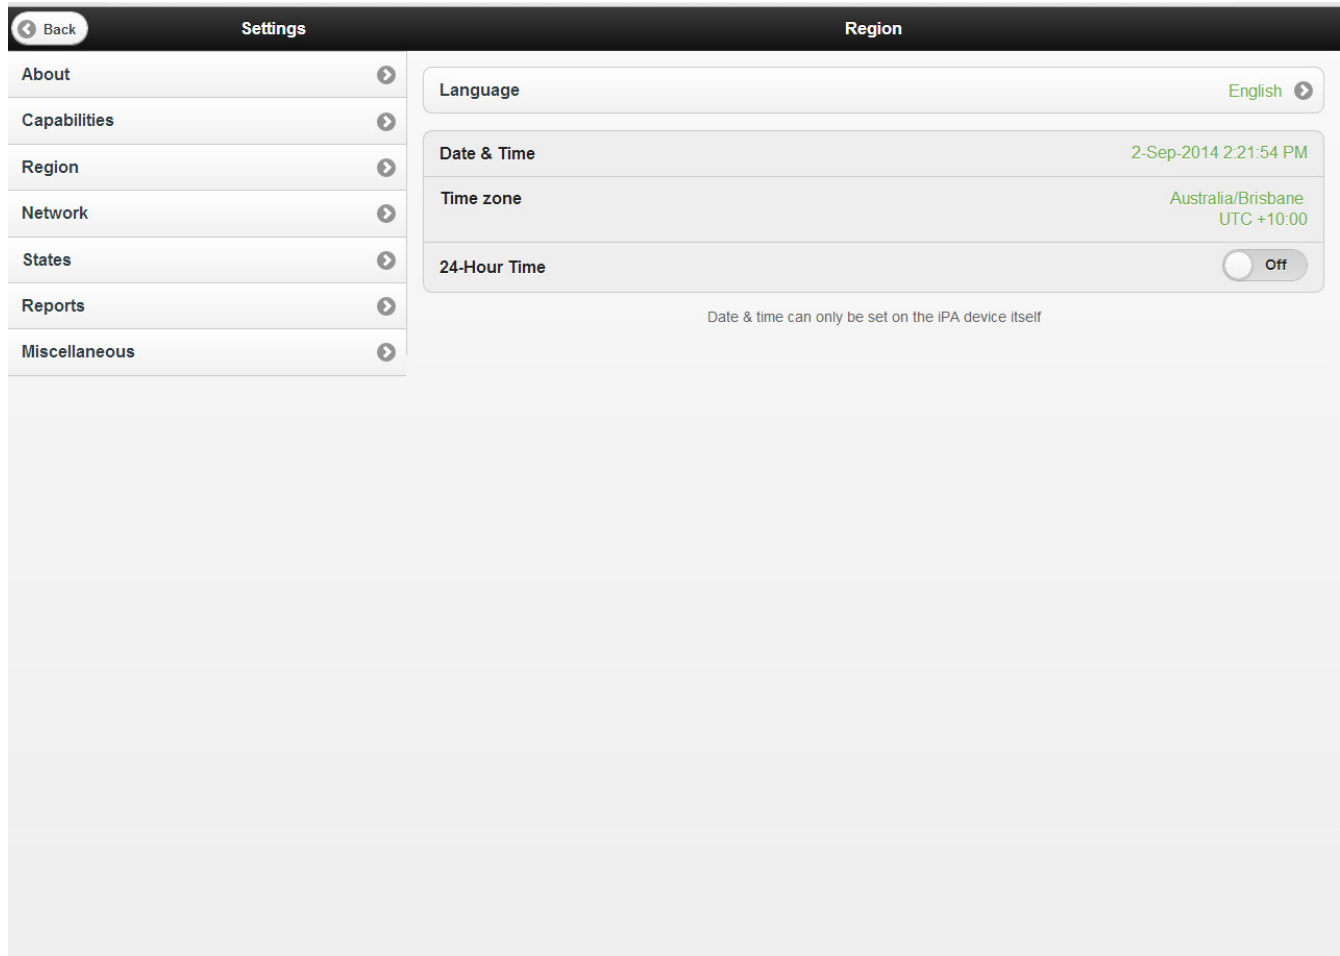 Back
Settings
Region
About
Capabilities
Region
Network
States
Reports
Miscellaneous
Language English
Date & Time 2-Sep-2014 2:21:54 PM
Time zone Australia/Brisbane
UTC +10:00
24-Hour Time Off
Date & time can only be set on the iPA device itself